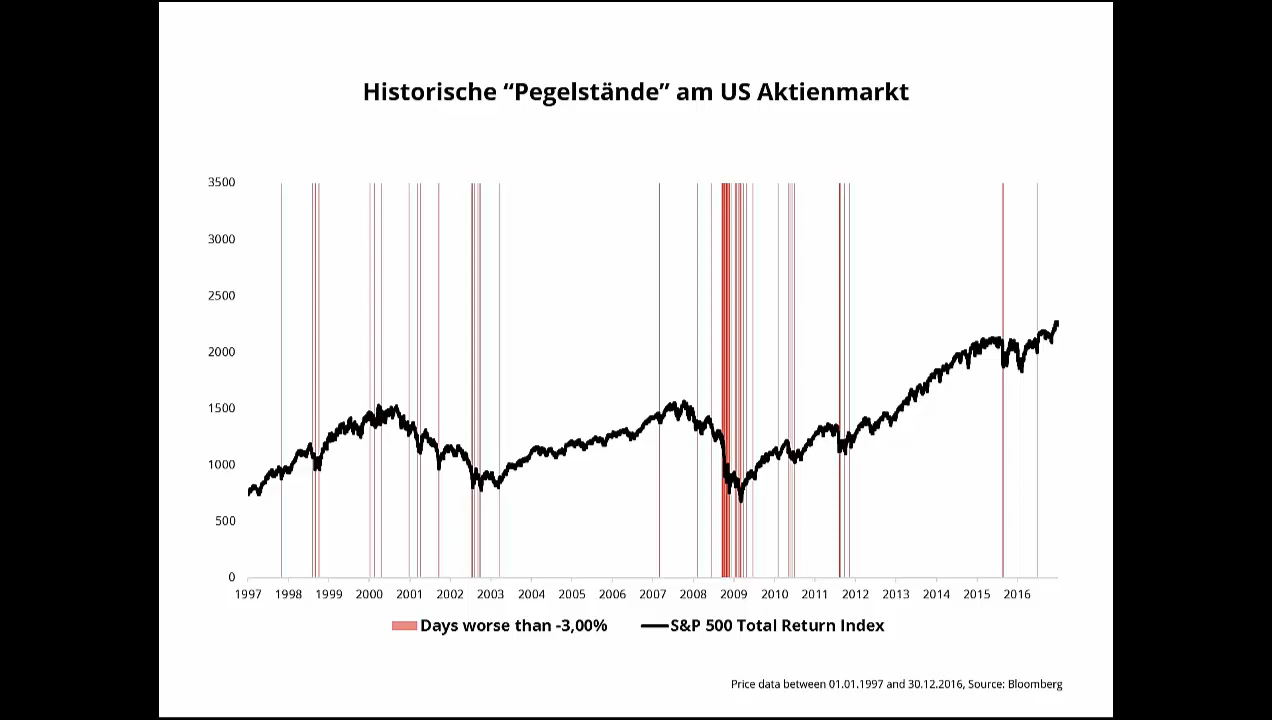 Historische “Pegelstände” am US Aktienmarkt
3500
3000
2500
2000
1500
1000
500
0
1997 1998 1999 2000 2001 2002 2003 2004 2005 2006 2007 2008 2009 2010 2011 2012 2013 2014 2015 2016
Days worse than -3,00% S&P 500 Total Return Index
Price data between 01.01.1997 and 30.12.2016, Source: Bloomberg